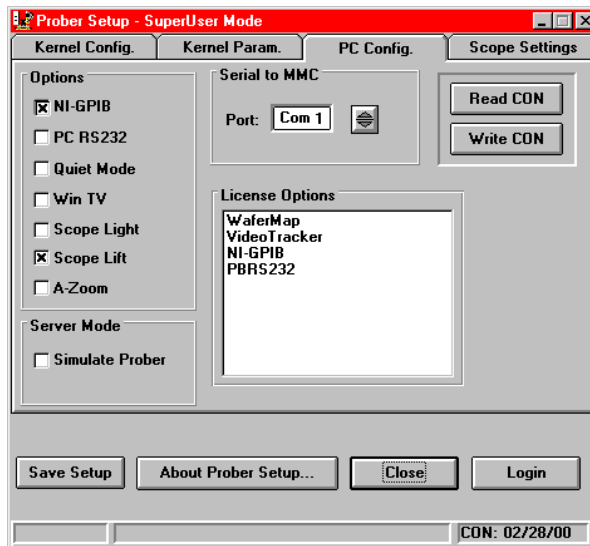 Prober Setup - SuperUser Mode
Kernel Config.
Kernel Param.
PC Config.
Scope Settings
Options
NI-GPIB
PC RS232
Quiet Mode
Win TV
Scope Light
Scope Lift
A-Zoom
Server Mode
Simulate Prober
Serial to MMC
Port: Com 1
Read CON
Write CON
License Options
WaferMap
VideoTracker
NI-GPIB
PBRS232
Save Setup
About Prober Setup...
Close
Login
CON: 02/28/00